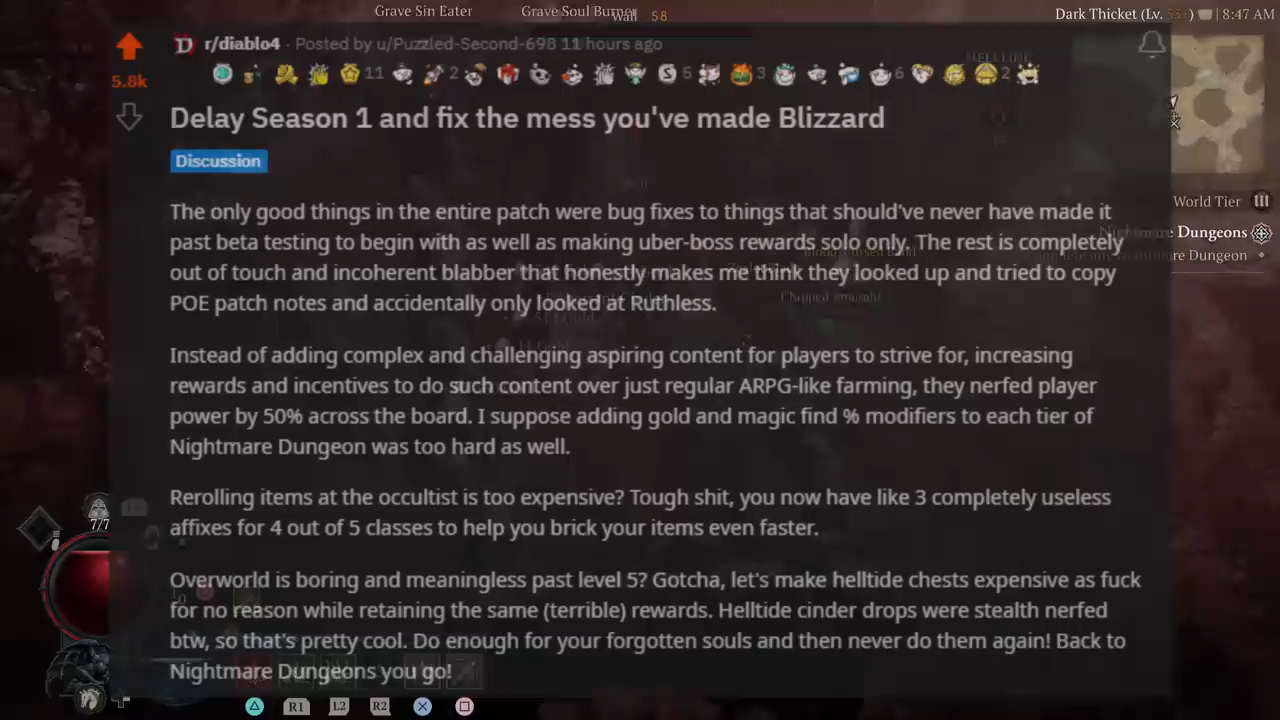 Grave Sin Eater Grave Soul Burner
Wall 58
Dark Thicket (Lv. 55+) 8:47 AM
r/diablo4 · Posted by u/Puzzled-Second-698 11 hours ago
11 2 5 3 6 2
5.8k
Delay Season 1 and fix the mess you've made Blizzard
Discussion
The only good things in the entire patch were bug fixes to things that should've never have made it
past beta testing to begin with as well as making uber-boss rewards solo only. The rest is completely
out of touch and incoherent blabber that honestly makes me think they looked up and tried to copy
POE patch notes and accidentally only looked at Ruthless.
Instead of adding complex and challenging aspiring content for players to strive for, increasing
rewards and incentives to do such content over just regular ARPG-like farming, they nerfed player
power by 50% across the board. I suppose adding gold and magic find % modifiers to each tier of
Nightmare Dungeon was too hard as well.
Rerolling items at the occultist is too expensive? Tough shit, you now have like 3 completely useless
affixes for 4 out of 5 classes to help you brick your items even faster.
Overworld is boring and meaningless past level 5? Gotcha, let's make helltide chests expensive as fuck
for no reason while retaining the same (terrible) rewards. Helltide cinder drops were stealth nerfed
btw, so that's pretty cool. Do enough for your forgotten souls and then never do them again! Back to
Nightmare Dungeons you go!
World Tier III
Nightmare Dungeons
Nightmare Dungeon
Chipped Emerald
7/7
R1 L2 R2